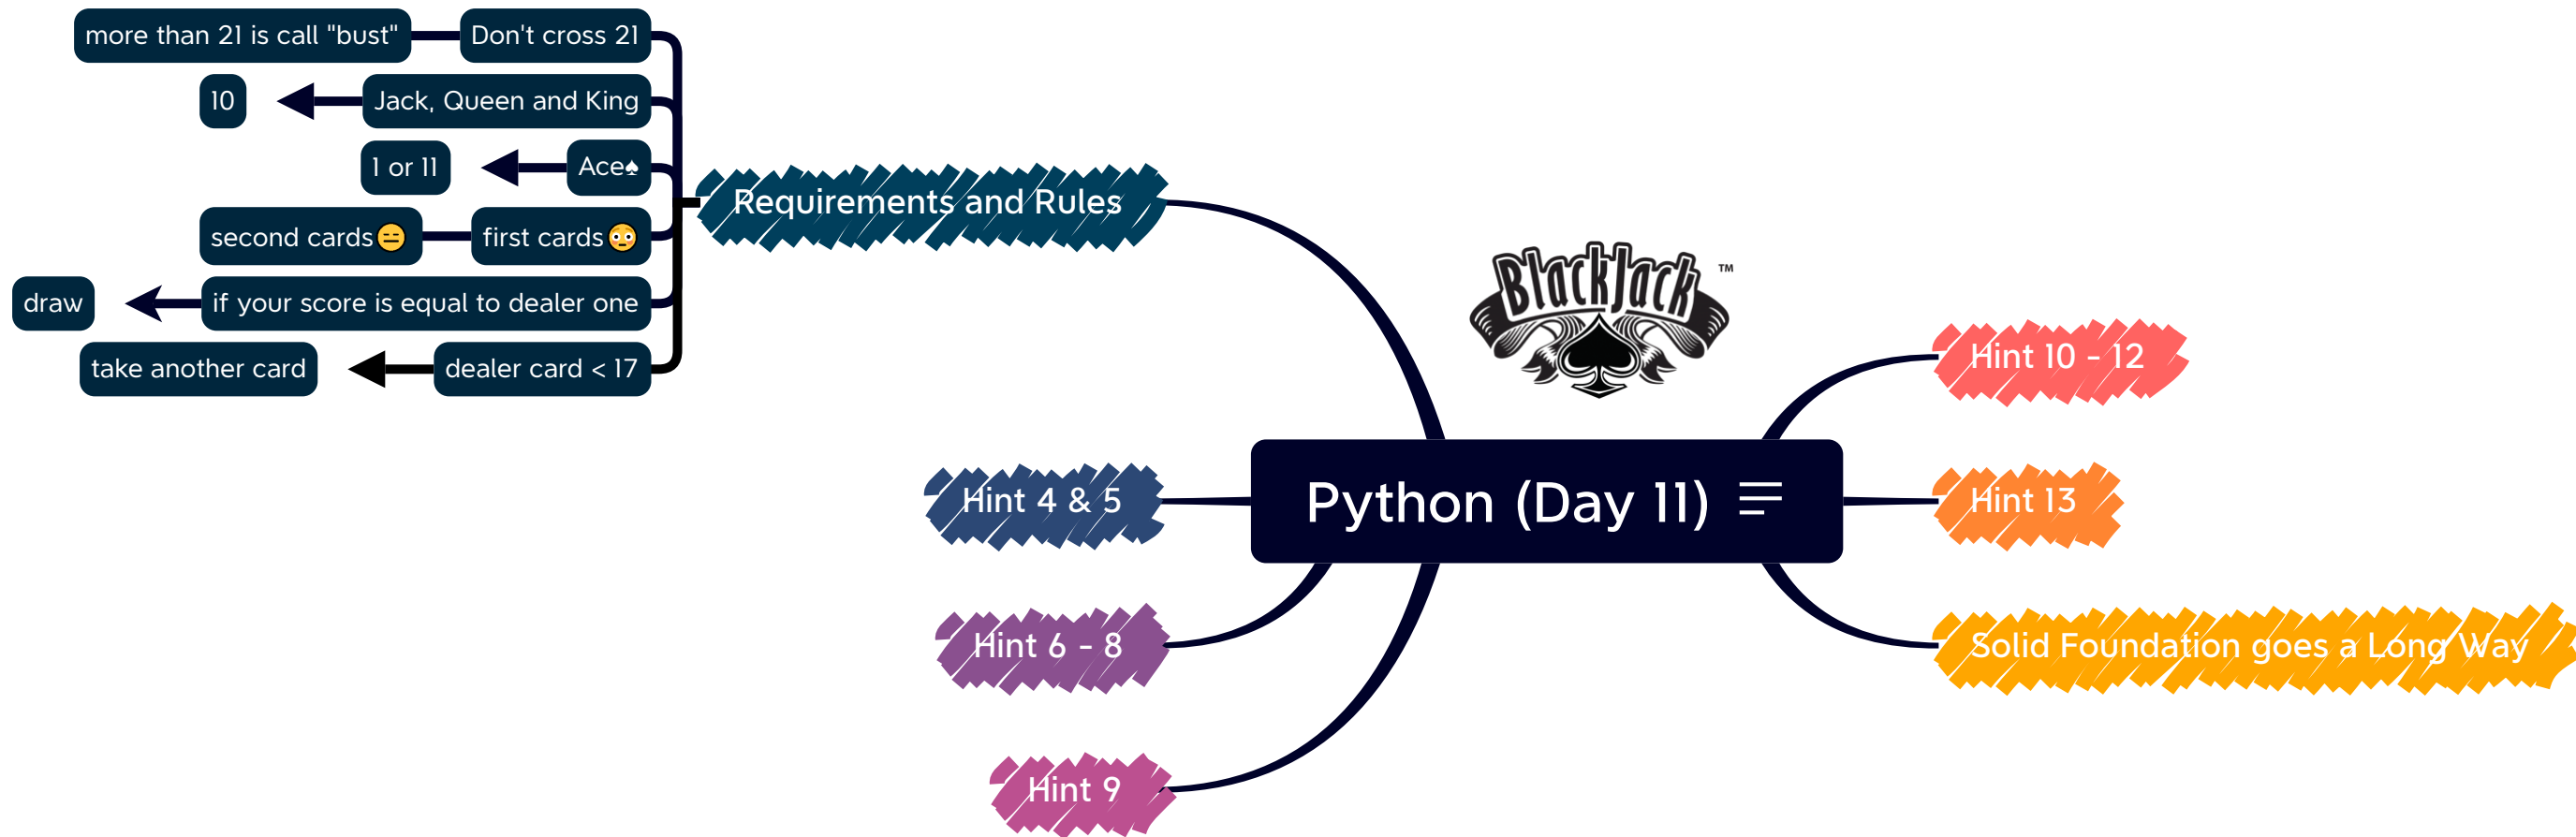 more than 21 is call "bust"
Don't cross 21
10
Jack, Queen and King
1 or 11
Ace♠
second cards😑
first cards😳
draw
if your score is equal to dealer one
take another card
dealer card < 17
Requirements and Rules
BlackJack ™
Hint 10 - 12
Hint 4 & 5
Python (Day 11)
Hint 13
Hint 6 - 8
Solid Foundation goes a Long Way
Hint 9